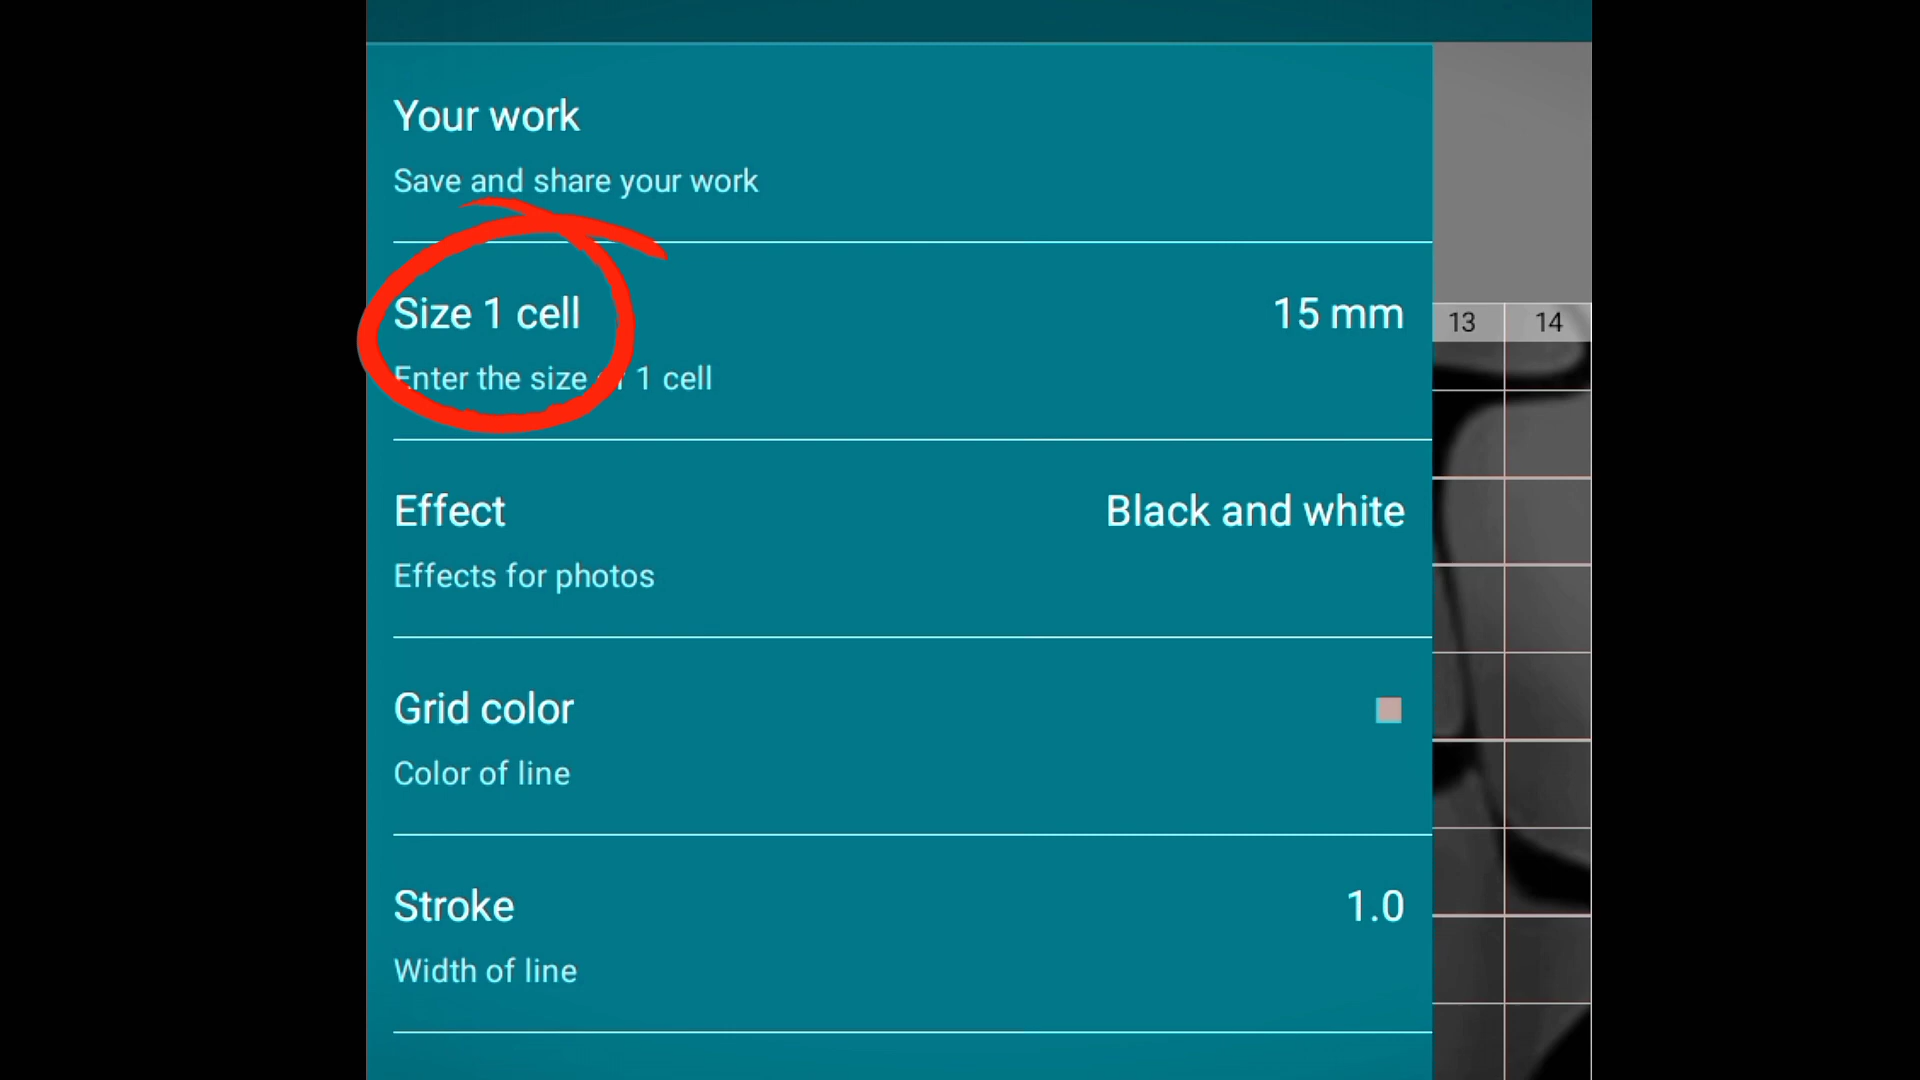 Your work
Save and share your work
Size 1 cell 15 mm
Enter the size 1 cell
Effect Black and white
Effects for photos
Grid color
Color of line
Stroke 1.0
Width of line
13 14